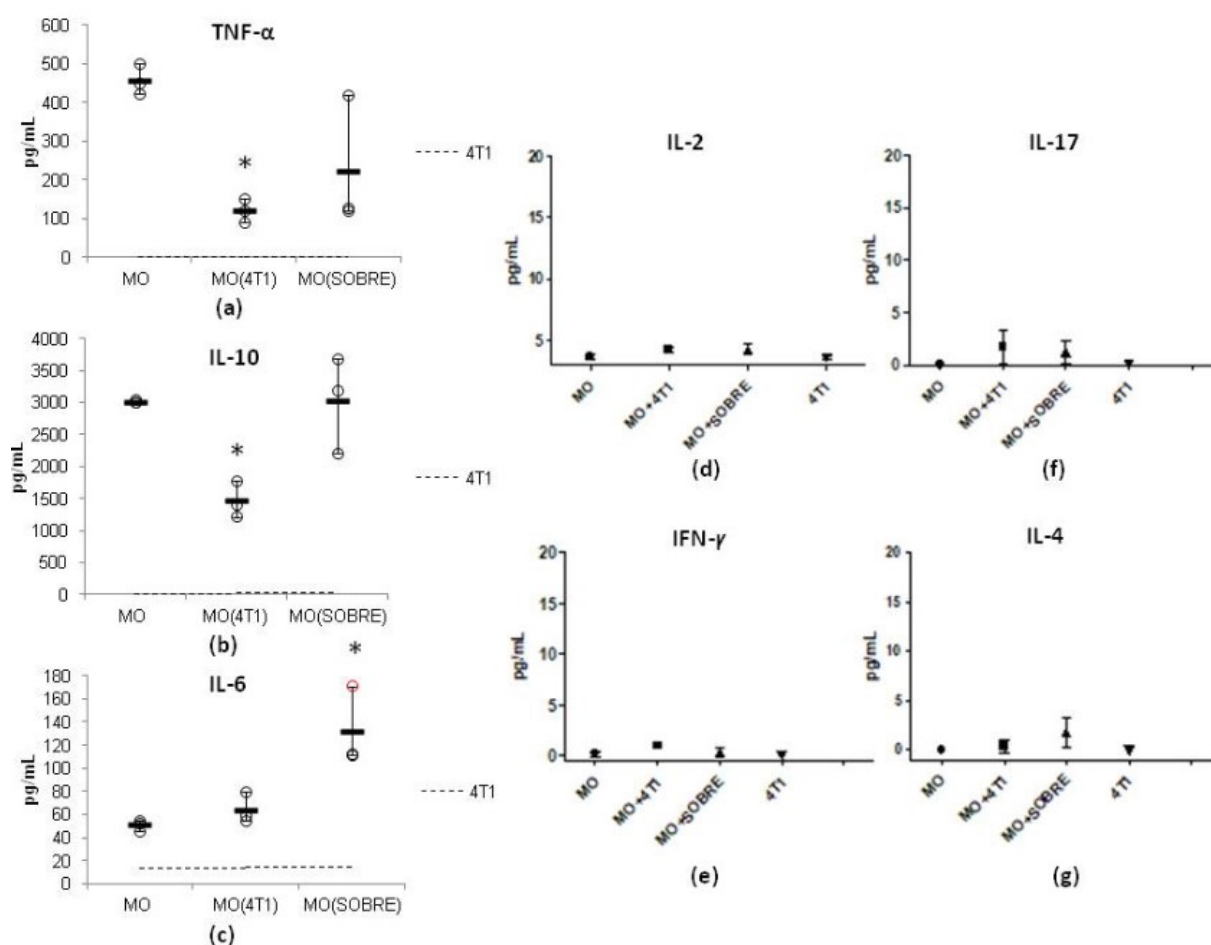 TNF-α
600
500
400
300
200
100
0
pg/mL
*
MO MO(4T1) MO(SOBRE)
4T1
(a)
IL-10
4000
3500
3000
2500
2000
1500
1000
500
0
pg/mL
*
MO MO(4T1) MO(SOBRE)
4T1
(b)
IL-6
180
160
140
120
100
80
60
40
20
0
pg/mL
*
MO MO(4T1) MO(SOBRE)
4T1
(c)
IL-2
20
15
10
5
pg/mL
MO MO+4T1 MO+SOBRE 4T1
(d)
IL-17
20
15
10
5
0
pg/mL
MO MO+4T1 MO+SOBRE 4T1
(f)
IFN-γ
20
15
10
5
0
pg/mL
MO MO+4T1 MO+SOBRE 4T1
(e)
IL-4
20
15
10
5
0
pg/mL
MO MO+4T1 MO+SOBRE 4T1
(g)